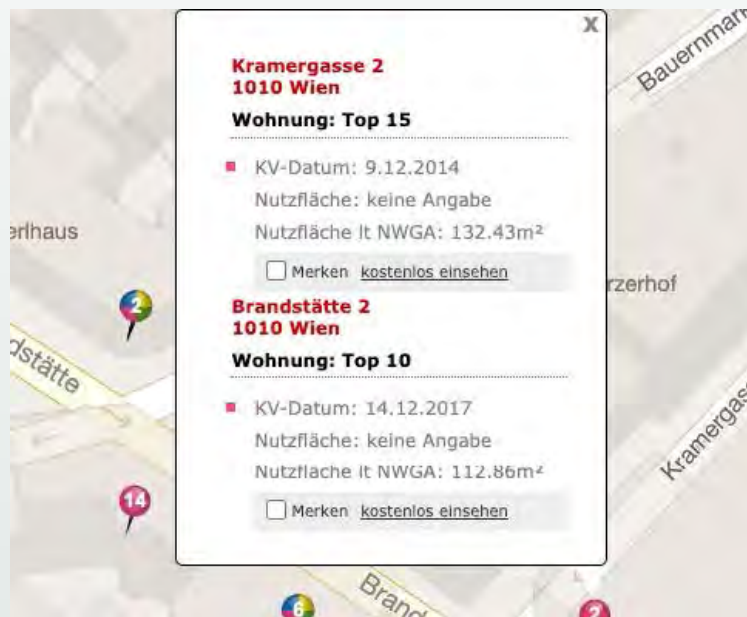 X
Kramergasse 2
1010 Wien
Wohnung: Top 15
KV-Datum: 9.12.2014
Nutzfläche: keine Angabe
Nutzfläche lt NWGA: 132.43m²
Merken kostenlos einsehen
Brandstätte 2
1010 Wien
Wohnung: Top 10
KV-Datum: 14.12.2017
Nutzfläche: keine Angabe
Nutzfläche lt NWGA: 112.86m²
Merken kostenlos einsehen
Bauernmark
erlhaus
rzerhof
2
dstätte
Kramergas
14
Brand
6
2